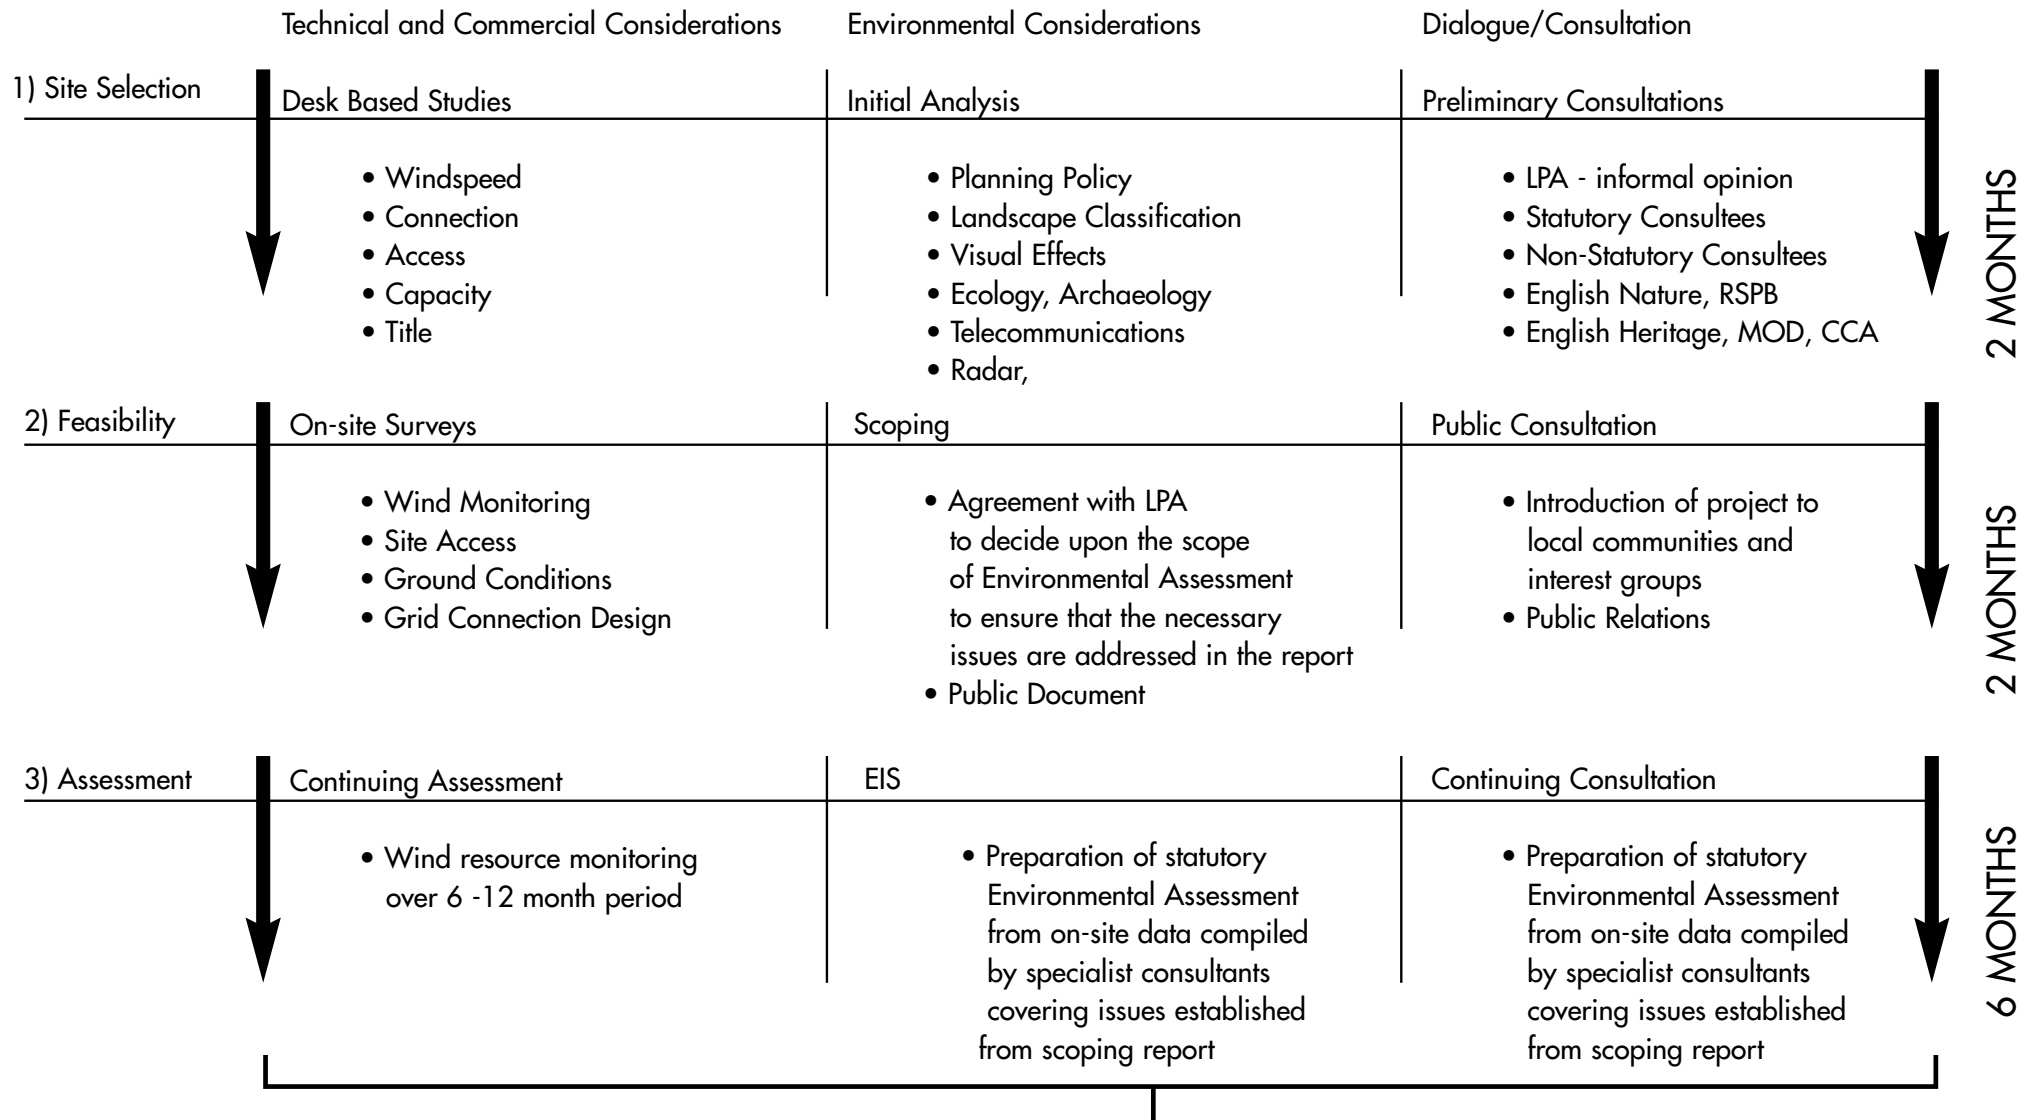 Technical and Commercial Considerations
Environmental Considerations
Dialogue/Consultation
1) Site Selection
Desk Based Studies
Initial Analysis
Preliminary Consultations
• Windspeed
• Connection
• Access
• Capacity
• Title
• Planning Policy
• Landscape Classification
• Visual Effects
• Ecology, Archaeology
• Telecommunications
• Radar,
• LPA - informal opinion
• Statutory Consultees
• Non-Statutory Consultees
• English Nature, RSPB
• English Heritage, MOD, CCA
2 MONTHS
2) Feasibility
On-site Surveys
Scoping
Public Consultation
• Wind Monitoring
• Site Access
• Ground Conditions
• Grid Connection Design
• Agreement with LPA
to decide upon the scope
of Environmental Assessment
to ensure that the necessary
issues are addressed in the report
• Public Document
• Introduction of project to
local communities and
interest groups
• Public Relations
2 MONTHS
3) Assessment
Continuing Assessment
EIS
Continuing Consultation
• Wind resource monitoring
over 6 -12 month period
• Preparation of statutory
Environmental Assessment
from on-site data compiled
by specialist consultants
covering issues established
from scoping report
• Preparation of statutory
Environmental Assessment
from on-site data compiled
by specialist consultants
covering issues established
from scoping report
6 MONTHS